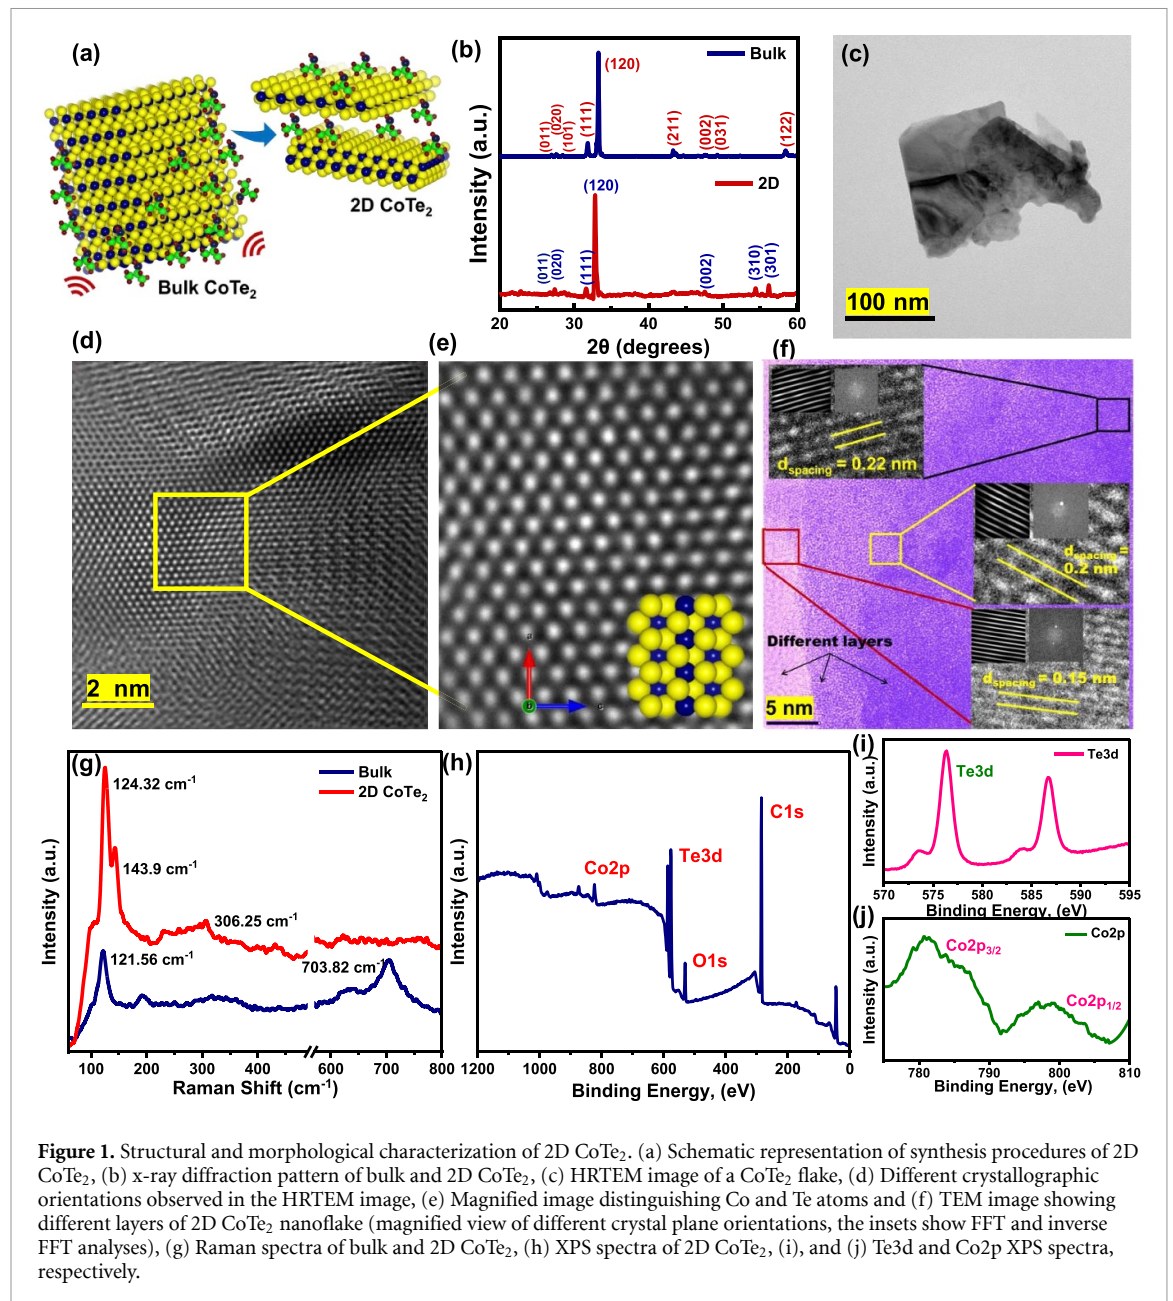 (a)
Bulk CoTe2
2D CoTe2
(b)
Bulk
(120)
(011)
(020)
(101)
(111)
(211)
(002)
(031)
(122)
2D
(120)
(011)
(020)
(111)
(002)
(310)
(301)
Intensity (a.u.)
20 30 40 50 60
2θ (degrees)
(c)
100 nm
(d)
2 nm
(e)
a
b
c
(f)
dspacing = 0.22 nm
dspacing =
0.2 nm
Different layers
dspacing = 0.15 nm
5 nm
(g)
Bulk
2D CoTe2
124.32 cm-1
143.9 cm-1
306.25 cm-1
121.56 cm-1
703.82 cm-1
Intensity (a.u.)
100 200 300 400 600 700 800
Raman Shift (cm-1)
(h)
C1s
Te3d
Co2p
O1s
Intensity (a.u.)
1200 1000 800 600 400 200 0
Binding Energy, (eV)
(i)
Te3d
Te3d
Intensity (a.u.)
570 575 580 585 590 595
Binding Energy, (eV)
(j)
Co2p
Co2p3/2
Co2p1/2
Intensity (a.u.)
780 790 800 810
Binding Energy, (eV)
Figure 1. Structural and morphological characterization of 2D CoTe2. (a) Schematic representation of synthesis procedures of 2D
CoTe2, (b) x-ray diffraction pattern of bulk and 2D CoTe2, (c) HRTEM image of a CoTe2 flake, (d) Different crystallographic
orientations observed in the HRTEM image, (e) Magnified image distinguishing Co and Te atoms and (f) TEM image showing
different layers of 2D CoTe2 nanoflake (magnified view of different crystal plane orientations, the insets show FFT and inverse
FFT analyses), (g) Raman spectra of bulk and 2D CoTe2, (h) XPS spectra of 2D CoTe2, (i), and (j) Te3d and Co2p XPS spectra,
respectively.